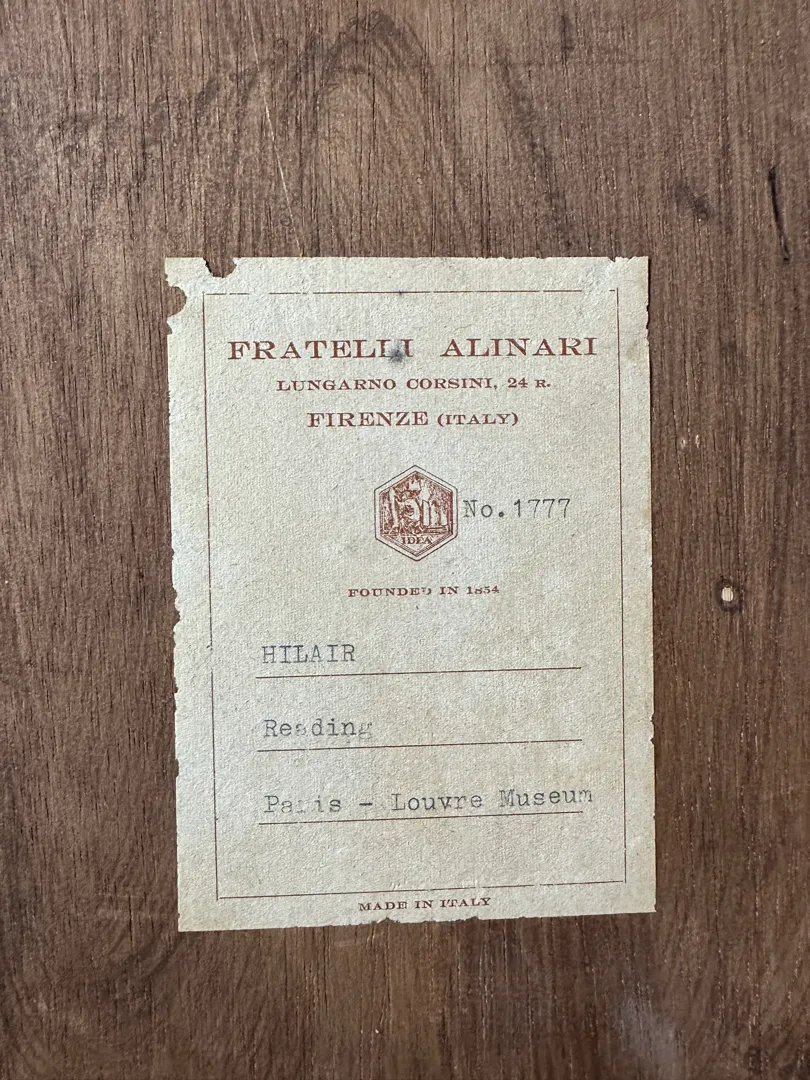 FRATELLI ALINARI
LUNGARNO CORSINI, 24 R.
FIRENZE (ITALY)
IDEA
No. 1777
FOUNDED IN 1854
HILAIR
Reading
Paris - Louvre Museum
MADE IN ITALY